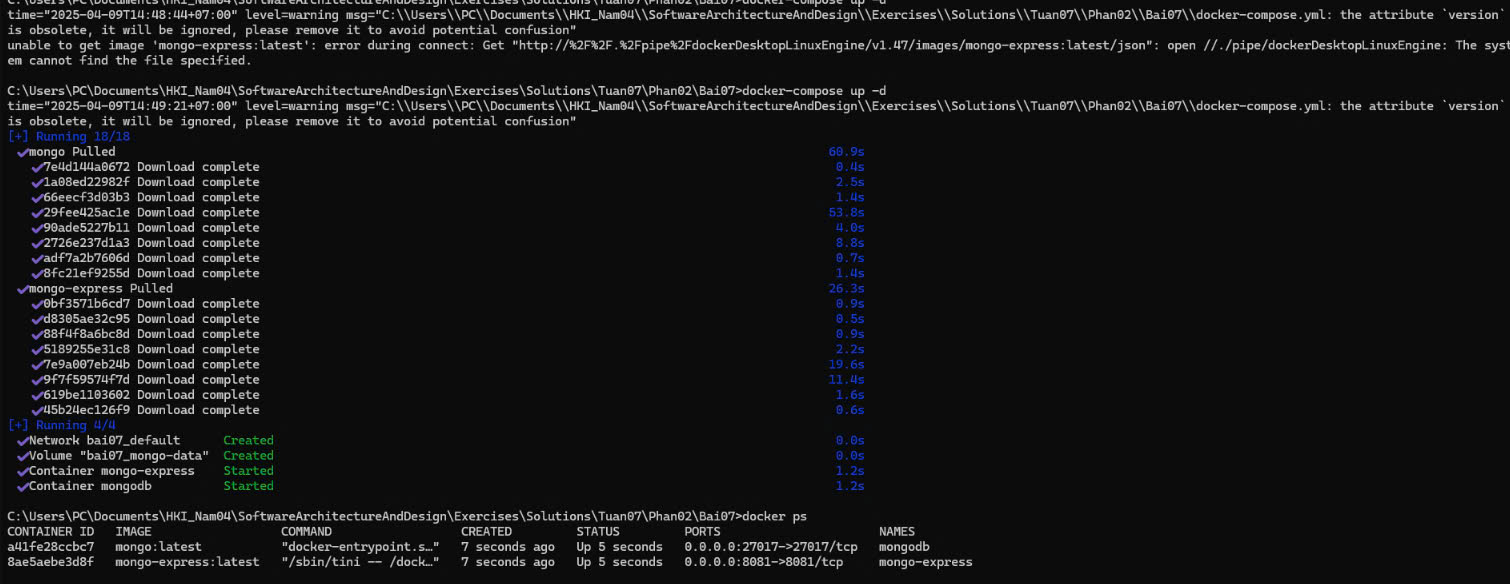 C:\Users\PC\Documents\HKI_Nam04\SoftwareArchitectureAndDesign\Exercises\Solutions\Tuan07\Phan02\Bai07>docker-compose up -d
time="2025-04-09T14:48:44+07:00" level=warning msg="C:\\Users\\PC\\Documents\\HKI_Nam04\\SoftwareArchitectureAndDesign\\Exercises\\Solutions\\Tuan07\\Phan02\\Bai07\\docker-compose.yml: the attribute `version`
is obsolete, it will be ignored, please remove it to avoid potential confusion"
unable to get image 'mongo-express:latest': error during connect: Get "http://%2F%2F.%2Fpipe%2FdockerDesktopLinuxEngine/v1.47/images/mongo-express:latest/json": open //./pipe/dockerDesktopLinuxEngine: The syst
em cannot find the file specified.
C:\Users\PC\Documents\HKI_Nam04\SoftwareArchitectureAndDesign\Exercises\Solutions\Tuan07\Phan02\Bai07>docker-compose up -d
time="2025-04-09T14:49:21+07:00" level=warning msg="C:\\Users\\PC\\Documents\\HKI_Nam04\\SoftwareArchitectureAndDesign\\Exercises\\Solutions\\Tuan07\\Phan02\\Bai07\\docker-compose.yml: the attribute `version`
is obsolete, it will be ignored, please remove it to avoid potential confusion"
[+] Running 18/18
✔mongo Pulled 60.9s
✔7e4d144a0672 Download complete 0.4s
✔1a08ed22982f Download complete 2.5s
✔66eecf3d03b3 Download complete 1.4s
✔29fee425ac1e Download complete 53.8s
✔90ade5227b11 Download complete 4.0s
✔2726e237d1a3 Download complete 8.8s
✔adf7a2b7606d Download complete 0.7s
✔8fc21ef9255d Download complete 1.4s
✔mongo-express Pulled 26.3s
✔0bf3571b6cd7 Download complete 0.9s
✔d8305ae32c95 Download complete 0.5s
✔88f4f8a6bc8d Download complete 0.9s
✔5189255e31c8 Download complete 2.2s
✔7e9a007eb24b Download complete 19.6s
✔9f7f59574f7d Download complete 11.4s
✔619be1103602 Download complete 1.6s
✔45b24ec126f9 Download complete 0.6s
[+] Running 4/4
✔Network bai07_default Created 0.0s
✔Volume "bai07_mongo-data" Created 0.0s
✔Container mongo-express Started 1.2s
✔Container mongodb Started 1.2s
C:\Users\PC\Documents\HKI_Nam04\SoftwareArchitectureAndDesign\Exercises\Solutions\Tuan07\Phan02\Bai07>docker ps
CONTAINER ID IMAGE COMMAND CREATED STATUS PORTS NAMES
a41fe28ccbc7 mongo:latest "docker-entrypoint.s…" 7 seconds ago Up 5 seconds 0.0.0.0:27017->27017/tcp mongodb
8ae5aebe3d8f mongo-express:latest "/sbin/tini -- /dock…" 7 seconds ago Up 5 seconds 0.0.0.0:8081->8081/tcp mongo-express